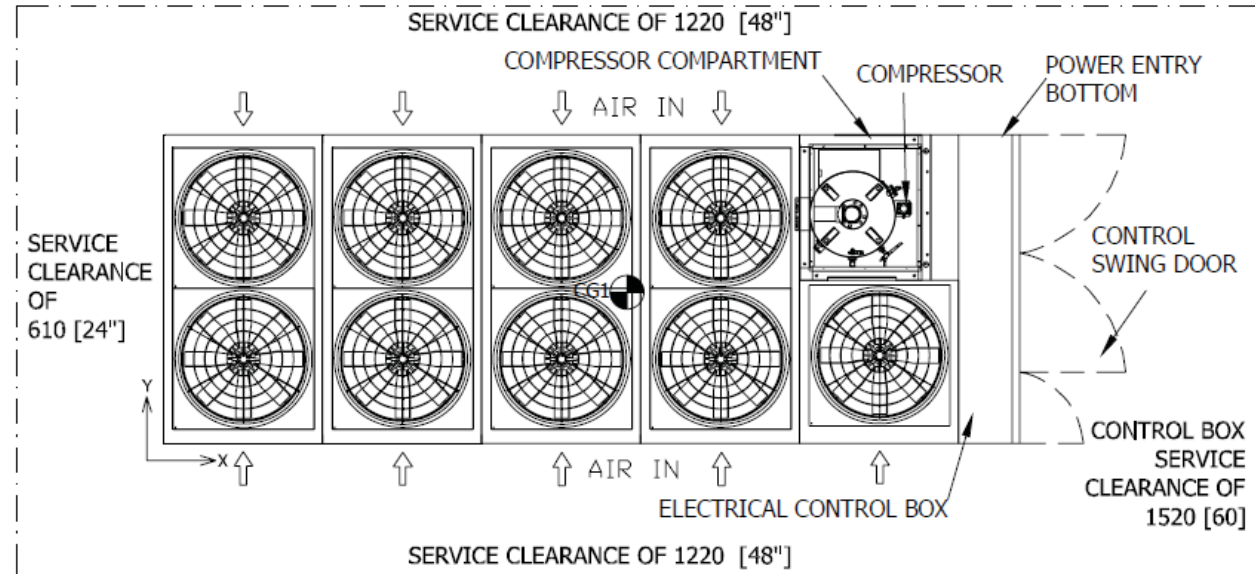 SERVICE CLEARANCE OF 1220 [48"]
COMPRESSOR COMPARTMENT
COMPRESSOR
POWER ENTRY
BOTTOM
AIR IN
SERVICE
CLEARANCE
OF
610 [24"]
CG1
CONTROL
SWING DOOR
Y
X
AIR IN
CONTROL BOX
SERVICE
CLEARANCE OF
1520 [60]
ELECTRICAL CONTROL BOX
SERVICE CLEARANCE OF 1220 [48"]